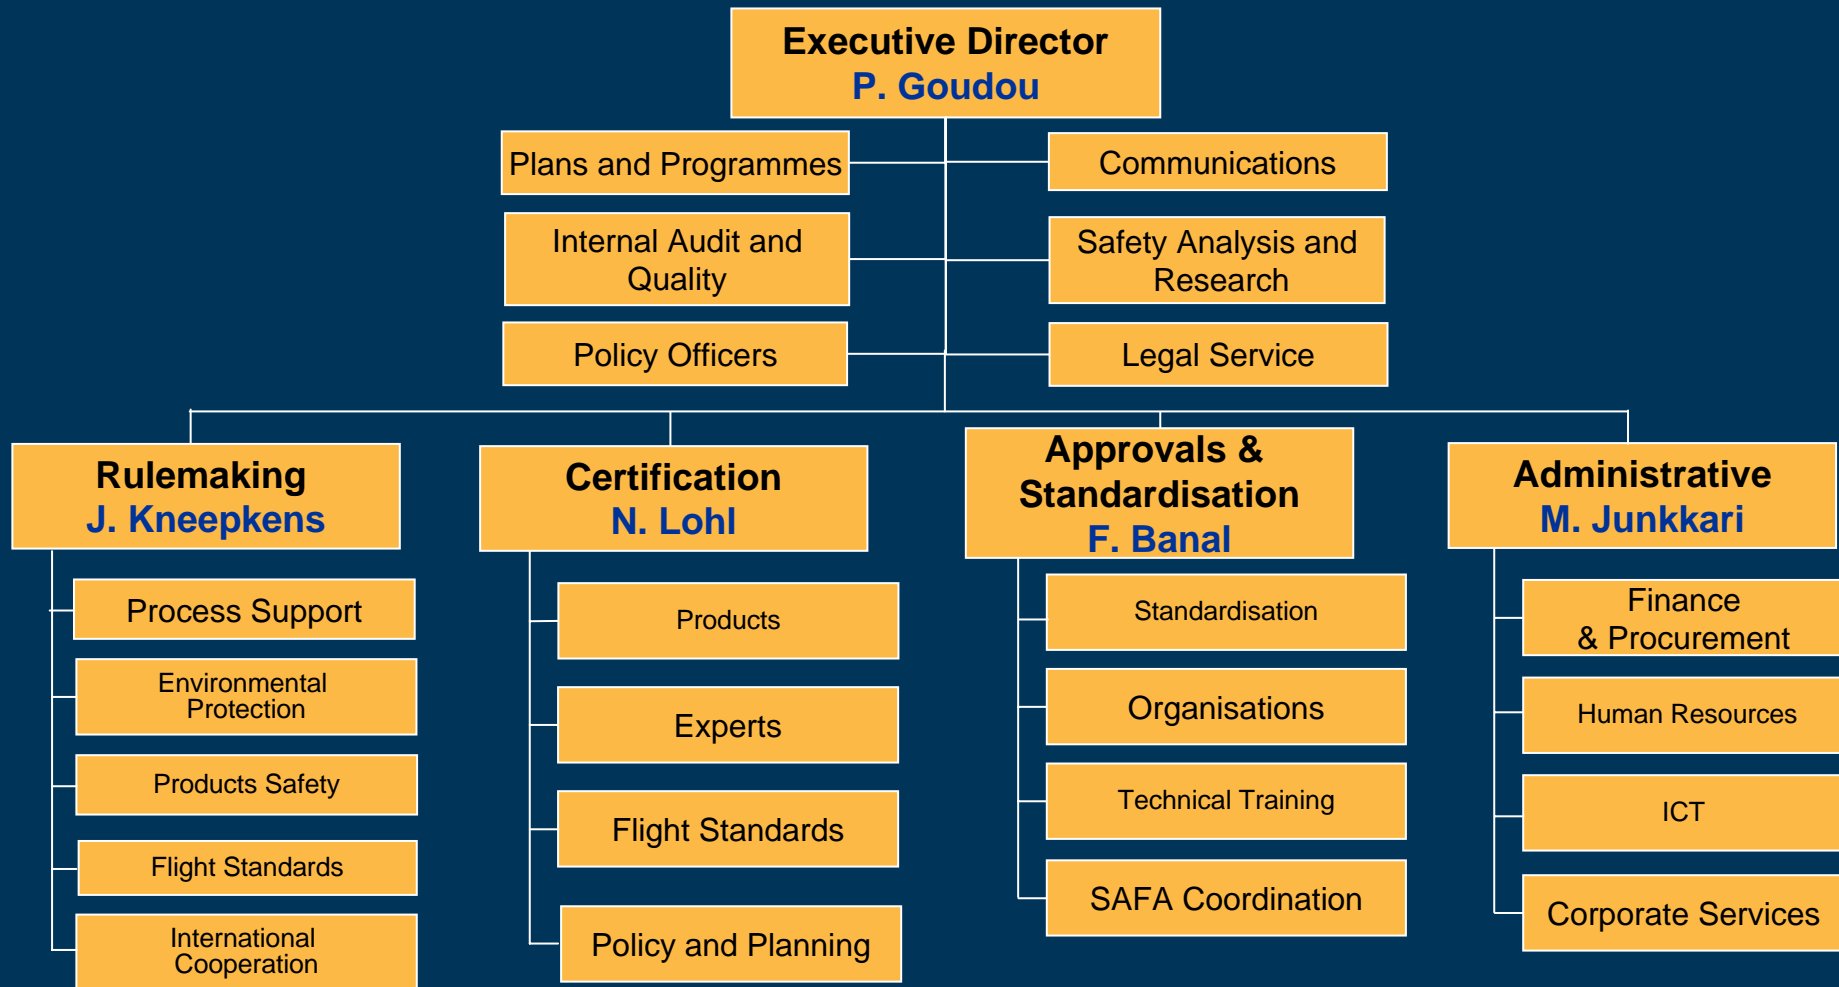 Executive Director
P. Goudou
Plans and Programmes
Communications
Internal Audit and
Quality
Safety Analysis and
Research
Policy Officers
Legal Service
Rulemaking
J. Kneepkens
Certification
N. Lohl
Approvals &
Standardisation
F. Banal
Administrative
M. Junkkari
Process Support
Environmental
Protection
Products Safety
Flight Standards
International
Cooperation
Products
Experts
Flight Standards
Policy and Planning
Standardisation
Organisations
Technical Training
SAFA Coordination
Finance
& Procurement
Human Resources
ICT
Corporate Services